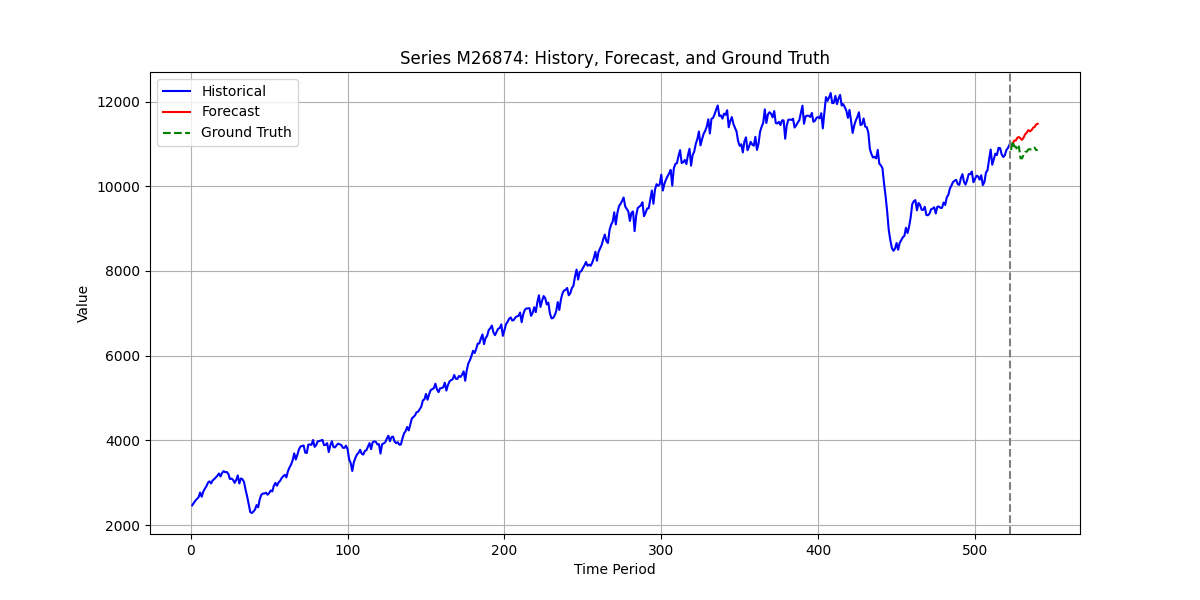 Series M26874: History, Forecast, and Ground Truth
Historical
Forecast
Ground Truth
12000
10000
8000
6000
4000
2000
Value
0 100 200 300 400 500
Time Period